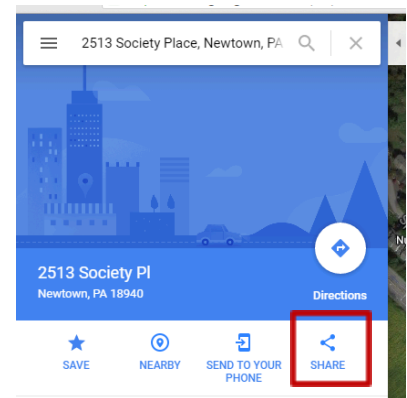 2513 Society Place, Newtown, PA
2513 Society Pl
Newtown, PA 18940
Directions
SAVE
NEARBY
SEND TO YOUR
PHONE
SHARE